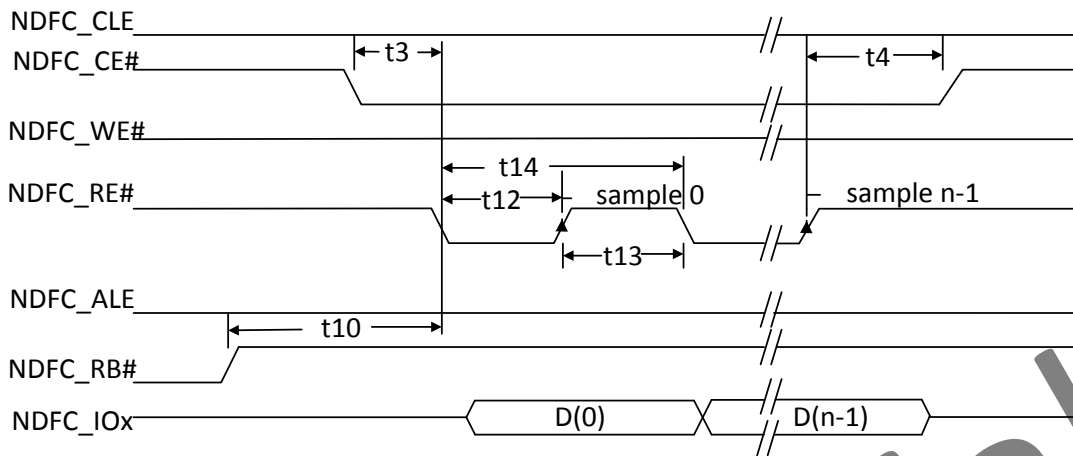 NDFC_CLE
t3
t4
NDFC_CE#
NDFC_WE#
t14
NDFC_RE#
t12
sample 0
sample n-1
t13
NDFC_ALE
t10
NDFC_RB#
NDFC_IOx
D(0)
D(n-1)